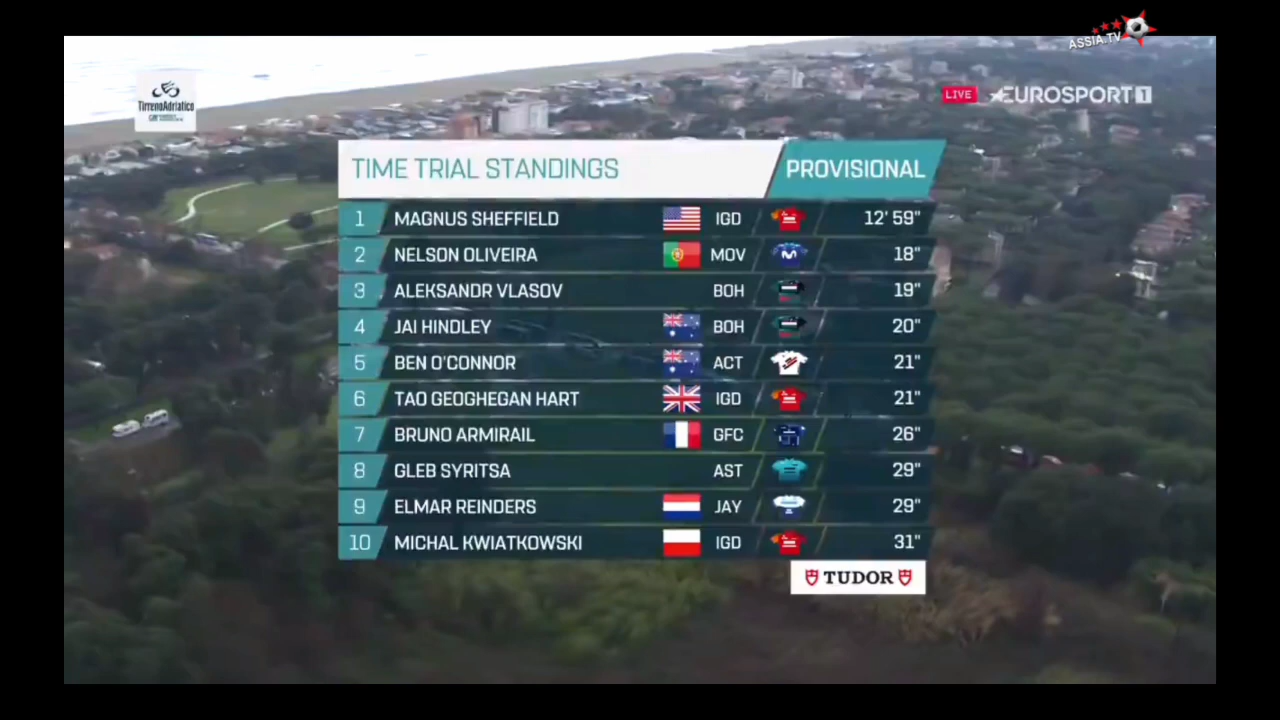 ASSIA.TV
TirrenoAdriatico
LIVE EUROSPORT 1
TIME TRIAL STANDINGS PROVISIONAL
1 MAGNUS SHEFFIELD IGD 12' 59"
2 NELSON OLIVEIRA MOV 18"
3 ALEKSANDR VLASOV BOH 19"
4 JAI HINDLEY BOH 20"
5 BEN O'CONNOR ACT 21"
6 TAO GEOGHEGAN HART IGD 21"
7 BRUNO ARMIRAIL GFC 26"
8 GLEB SYRITSA AST 29"
9 ELMAR REINDERS JAY 29"
10 MICHAL KWIATKOWSKI IGD 31"
TUDOR